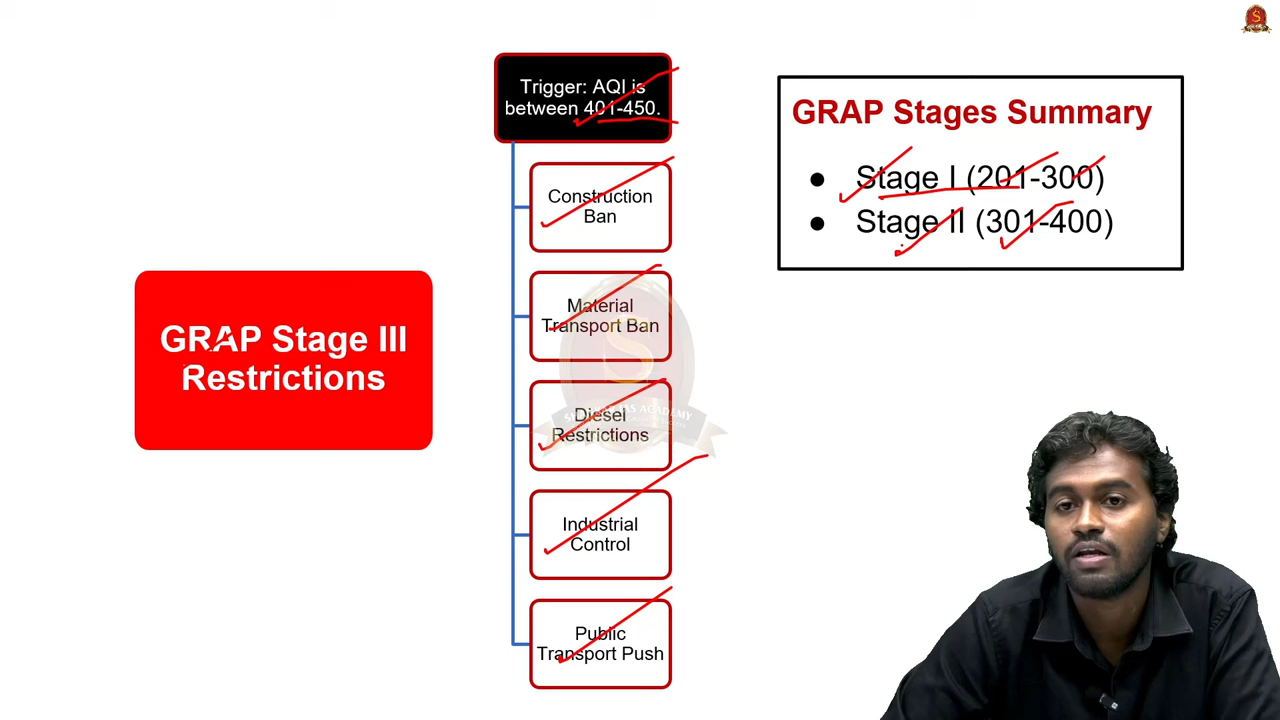 Trigger: AQI is
between 401-450.
GRAP Stages Summary
● Stage I (201-300)
● Stage II (301-400)
Construction
Ban
Material
Transport Ban
GRAP Stage III
Restrictions
Diesel
Restrictions
Industrial
Control
Public
Transport Push